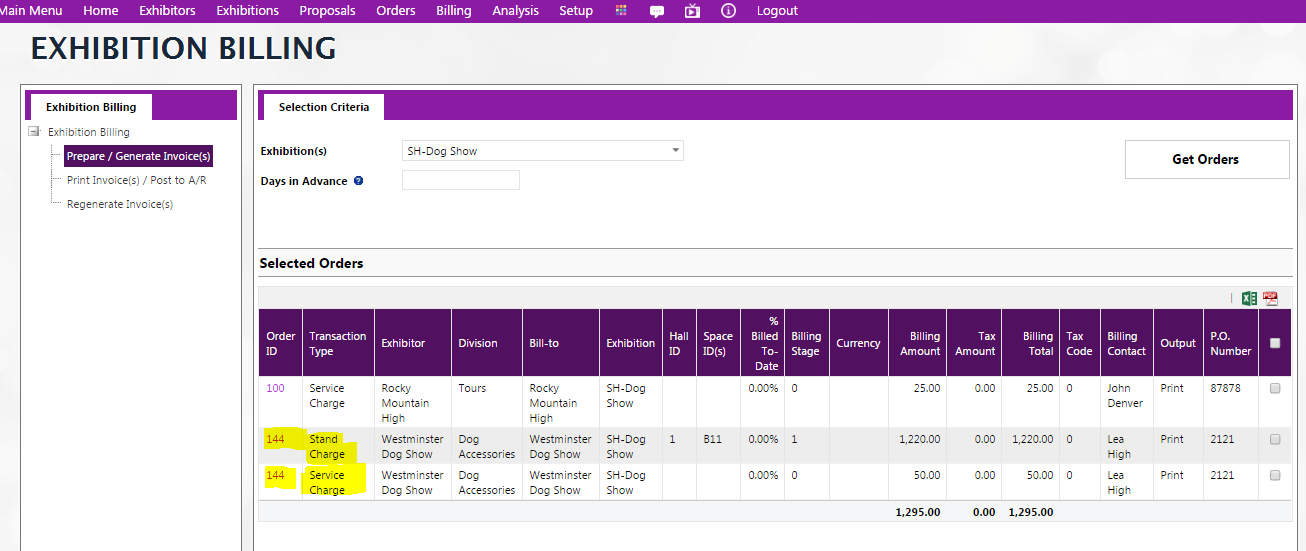 Main Menu Home Exhibitors Exhibitions Proposals Orders Billing Analysis Setup Logout
EXHIBITION BILLING
Exhibition Billing
Exhibition Billing
Prepare / Generate Invoice(s)
Print Invoice(s) / Post to A/R
Regenerate Invoice(s)
Selection Criteria
Exhibition(s) SH-Dog Show
Get Orders
Days in Advance ?
Selected Orders
PDF
Order ID Transaction Type Exhibitor Division Bill-to Exhibition Hall ID Space ID(s) % Billed To-Date Billing Stage Currency Billing Amount Tax Amount Billing Total Tax Code Billing Contact Output P.O. Number
100 Service Charge Rocky Mountain High Tours Rocky Mountain High SH-Dog Show 0.00% 0 25.00 0.00 25.00 0 John Denver Print 87878
144 Stand Charge Westminster Dog Show Dog Accessories Westminster Dog Show SH-Dog Show 1 B11 0.00% 1 1,220.00 0.00 1,220.00 0 Lea High Print 2121
144 Service Charge Westminster Dog Show Dog Accessories Westminster Dog Show SH-Dog Show 0.00% 0 50.00 0.00 50.00 0 Lea High Print 2121
1,295.00 0.00 1,295.00